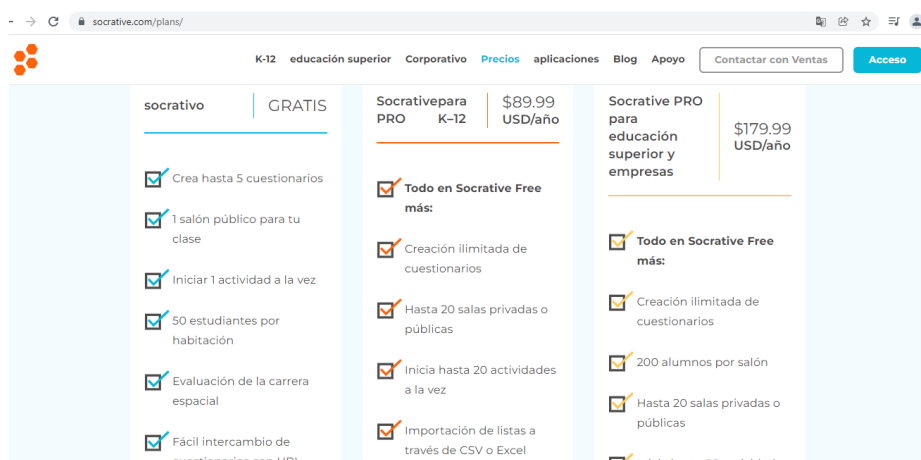 socrative.com/plans/
K-12 educación superior Corporativo Precios aplicaciones Blog Apoyo Contactar con Ventas Acceso
socrativo GRATIS
Crea hasta 5 cuestionarios
1 salón público para tu
clase
Iniciar 1 actividad a la vez
50 estudiantes por
habitación
Evaluación de la carrera
espacial
Fácil intercambio de
Socrativepara
PRO K–12
$89.99
USD/año
Todo en Socrative Free
más:
Creación ilimitada de
cuestionarios
Hasta 20 salas privadas o
públicas
Inicia hasta 20 actividades
a la vez
Importación de listas a
través de CSV o Excel
Socrative PRO
para
educación
superior y
empresas
$179.99
USD/año
Todo en Socrative Free
más:
Creación ilimitada de
cuestionarios
200 alumnos por salón
Hasta 20 salas privadas o
públicas